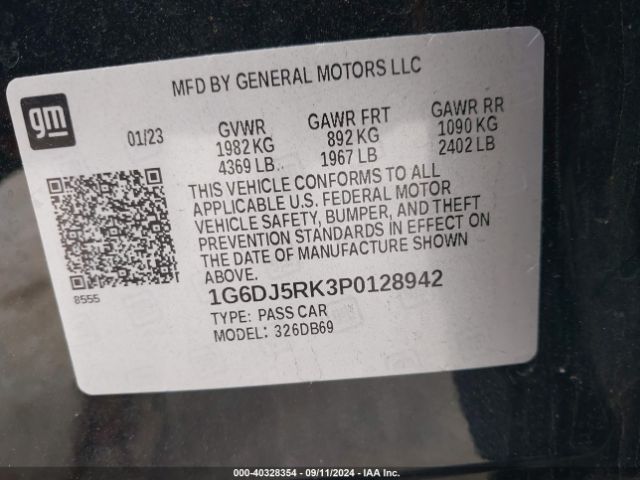 MFD BY GENERAL MOTORS LLC
gm
01/23
GVWR
1982 KG
4369 LB
GAWR FRT
892 KG
1967 LB
GAWR RR
1090 KG
2402 LB
THIS VEHICLE CONFORMS TO ALL
APPLICABLE U.S. FEDERAL MOTOR
VEHICLE SAFETY, BUMPER, AND THEFT
PREVENTION STANDARDS IN EFFECT ON
THE DATE OF MANUFACTURE SHOWN
ABOVE.
8555
1G6DJ5RK3P0128942
TYPE: PASS CAR
MODEL: 326DB69
000-40328354 - 09/11/2024 - IAA Inc.